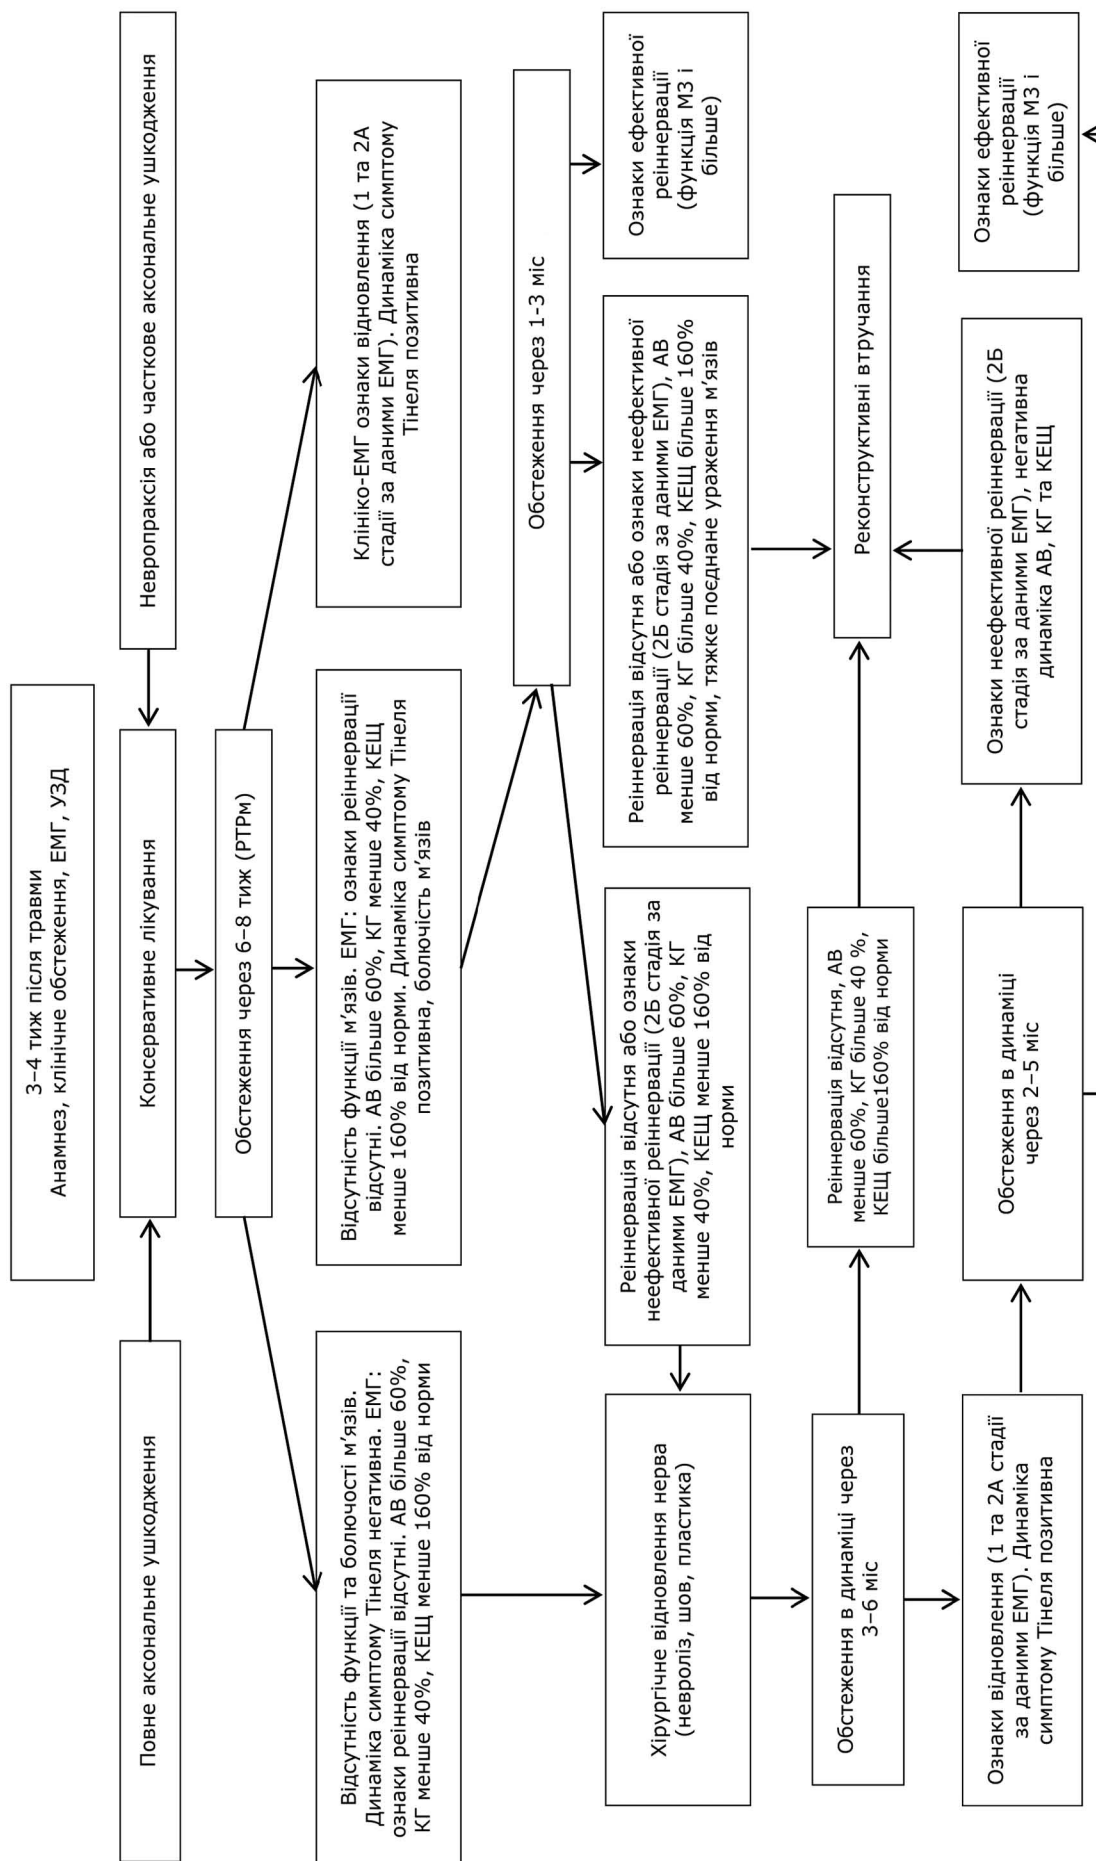 3–4 тиж після травми
Анамнез, клінічне обстеження, ЕМГ, УЗД
Повне аксональне ушкодження
Консервативне лікування
Невропраксія або часткове аксональне ушкодження
Обстеження через 6–8 тиж (РТРм)
Відсутність функції та болючості м’язів.
Динаміка симптому Тінеля негативна. ЕМГ:
ознаки реіннервації відсутні. АВ більше 60%,
КГ менше 40%, КЕЩ менше 160% від норми
Відсутність функції м’язів. ЕМГ: ознаки реіннервації
відсутні. АВ більше 60%, КГ менше 40%, КЕЩ
менше 160% від норми. Динаміка симптому Тінеля
позитивна, болючість м’язів
Клініко-ЕМГ ознаки відновлення (1 та 2А
стадії за даними ЕМГ). Динаміка симптому
Тінеля позитивна
Обстеження через 1-3 міс
Хірургічне відновлення нерва
(невроліз, шов, пластика)
Реіннервація відсутня або ознаки
неефективної реіннервації (2Б стадія за
даними ЕМГ), АВ більше 60%, КГ
менше 40%, КЕЩ менше 160% від
норми
Реіннервація відсутня або ознаки неефективної
реіннервації (2Б стадія за даними ЕМГ), АВ
менше 60%, КГ більше 40%, КЕЩ більше 160%
від норми, тяжке поєднане ураження м’язів
Ознаки ефективної
реіннервації
(функція М3 і
більше)
Обстеження в динаміці через
3–6 міс
Реіннервація відсутня, АВ
менше 60%, КГ більше 40 %,
КЕЩ більше160% від норми
Реконструктивні втручання
Ознаки відновлення (1 та 2А стадії
за даними ЕМГ). Динаміка
симптому Тінеля позитивна
Обстеження в динаміці
через 2–5 міс
Ознаки неефективної реіннервації (2Б
стадія за даними ЕМГ), негативна
динаміка АВ, КГ та КЕЩ
Ознаки ефективної
реіннервації
(функція М3 і
більше)